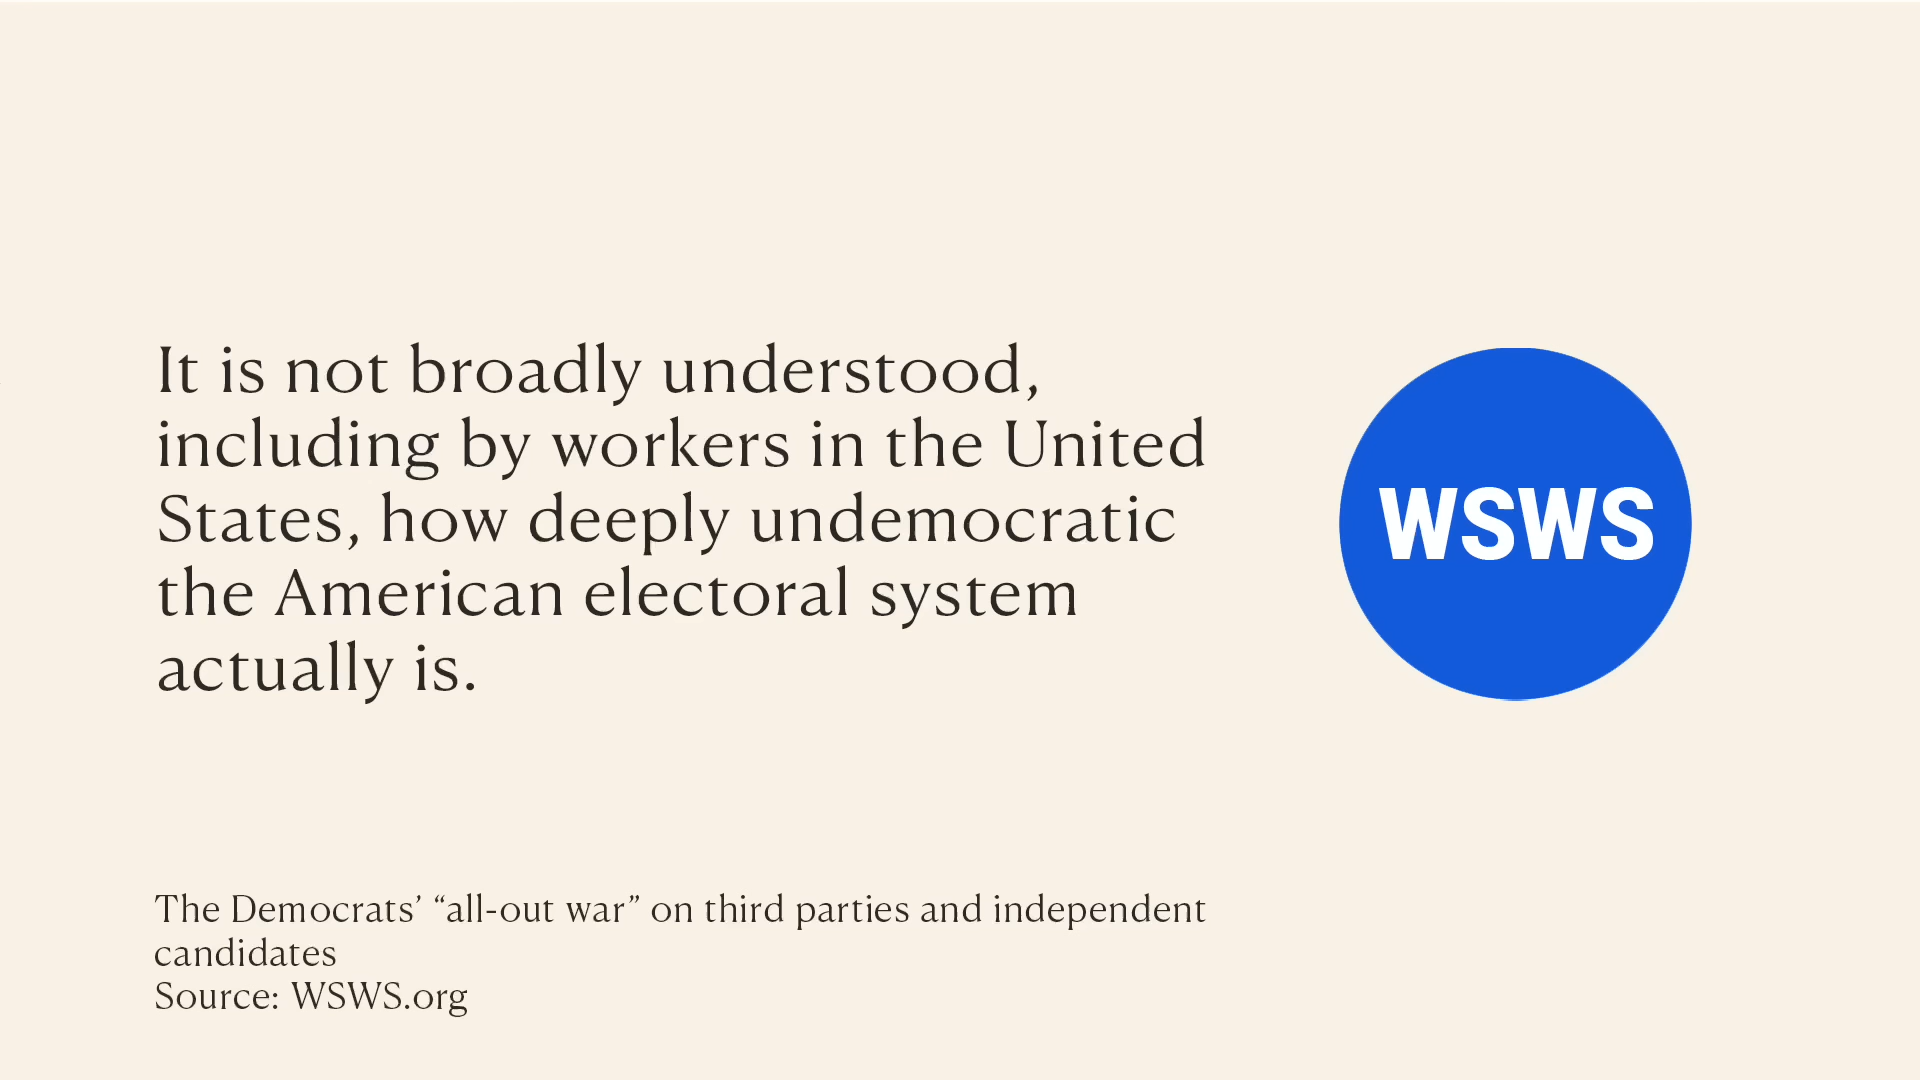 It is not broadly understood,
including by workers in the United
States, how deeply undemocratic
the American electoral system
actually is.
WSWS
The Democrats’ “all-out war” on third parties and independent
candidates
Source: WSWS.org